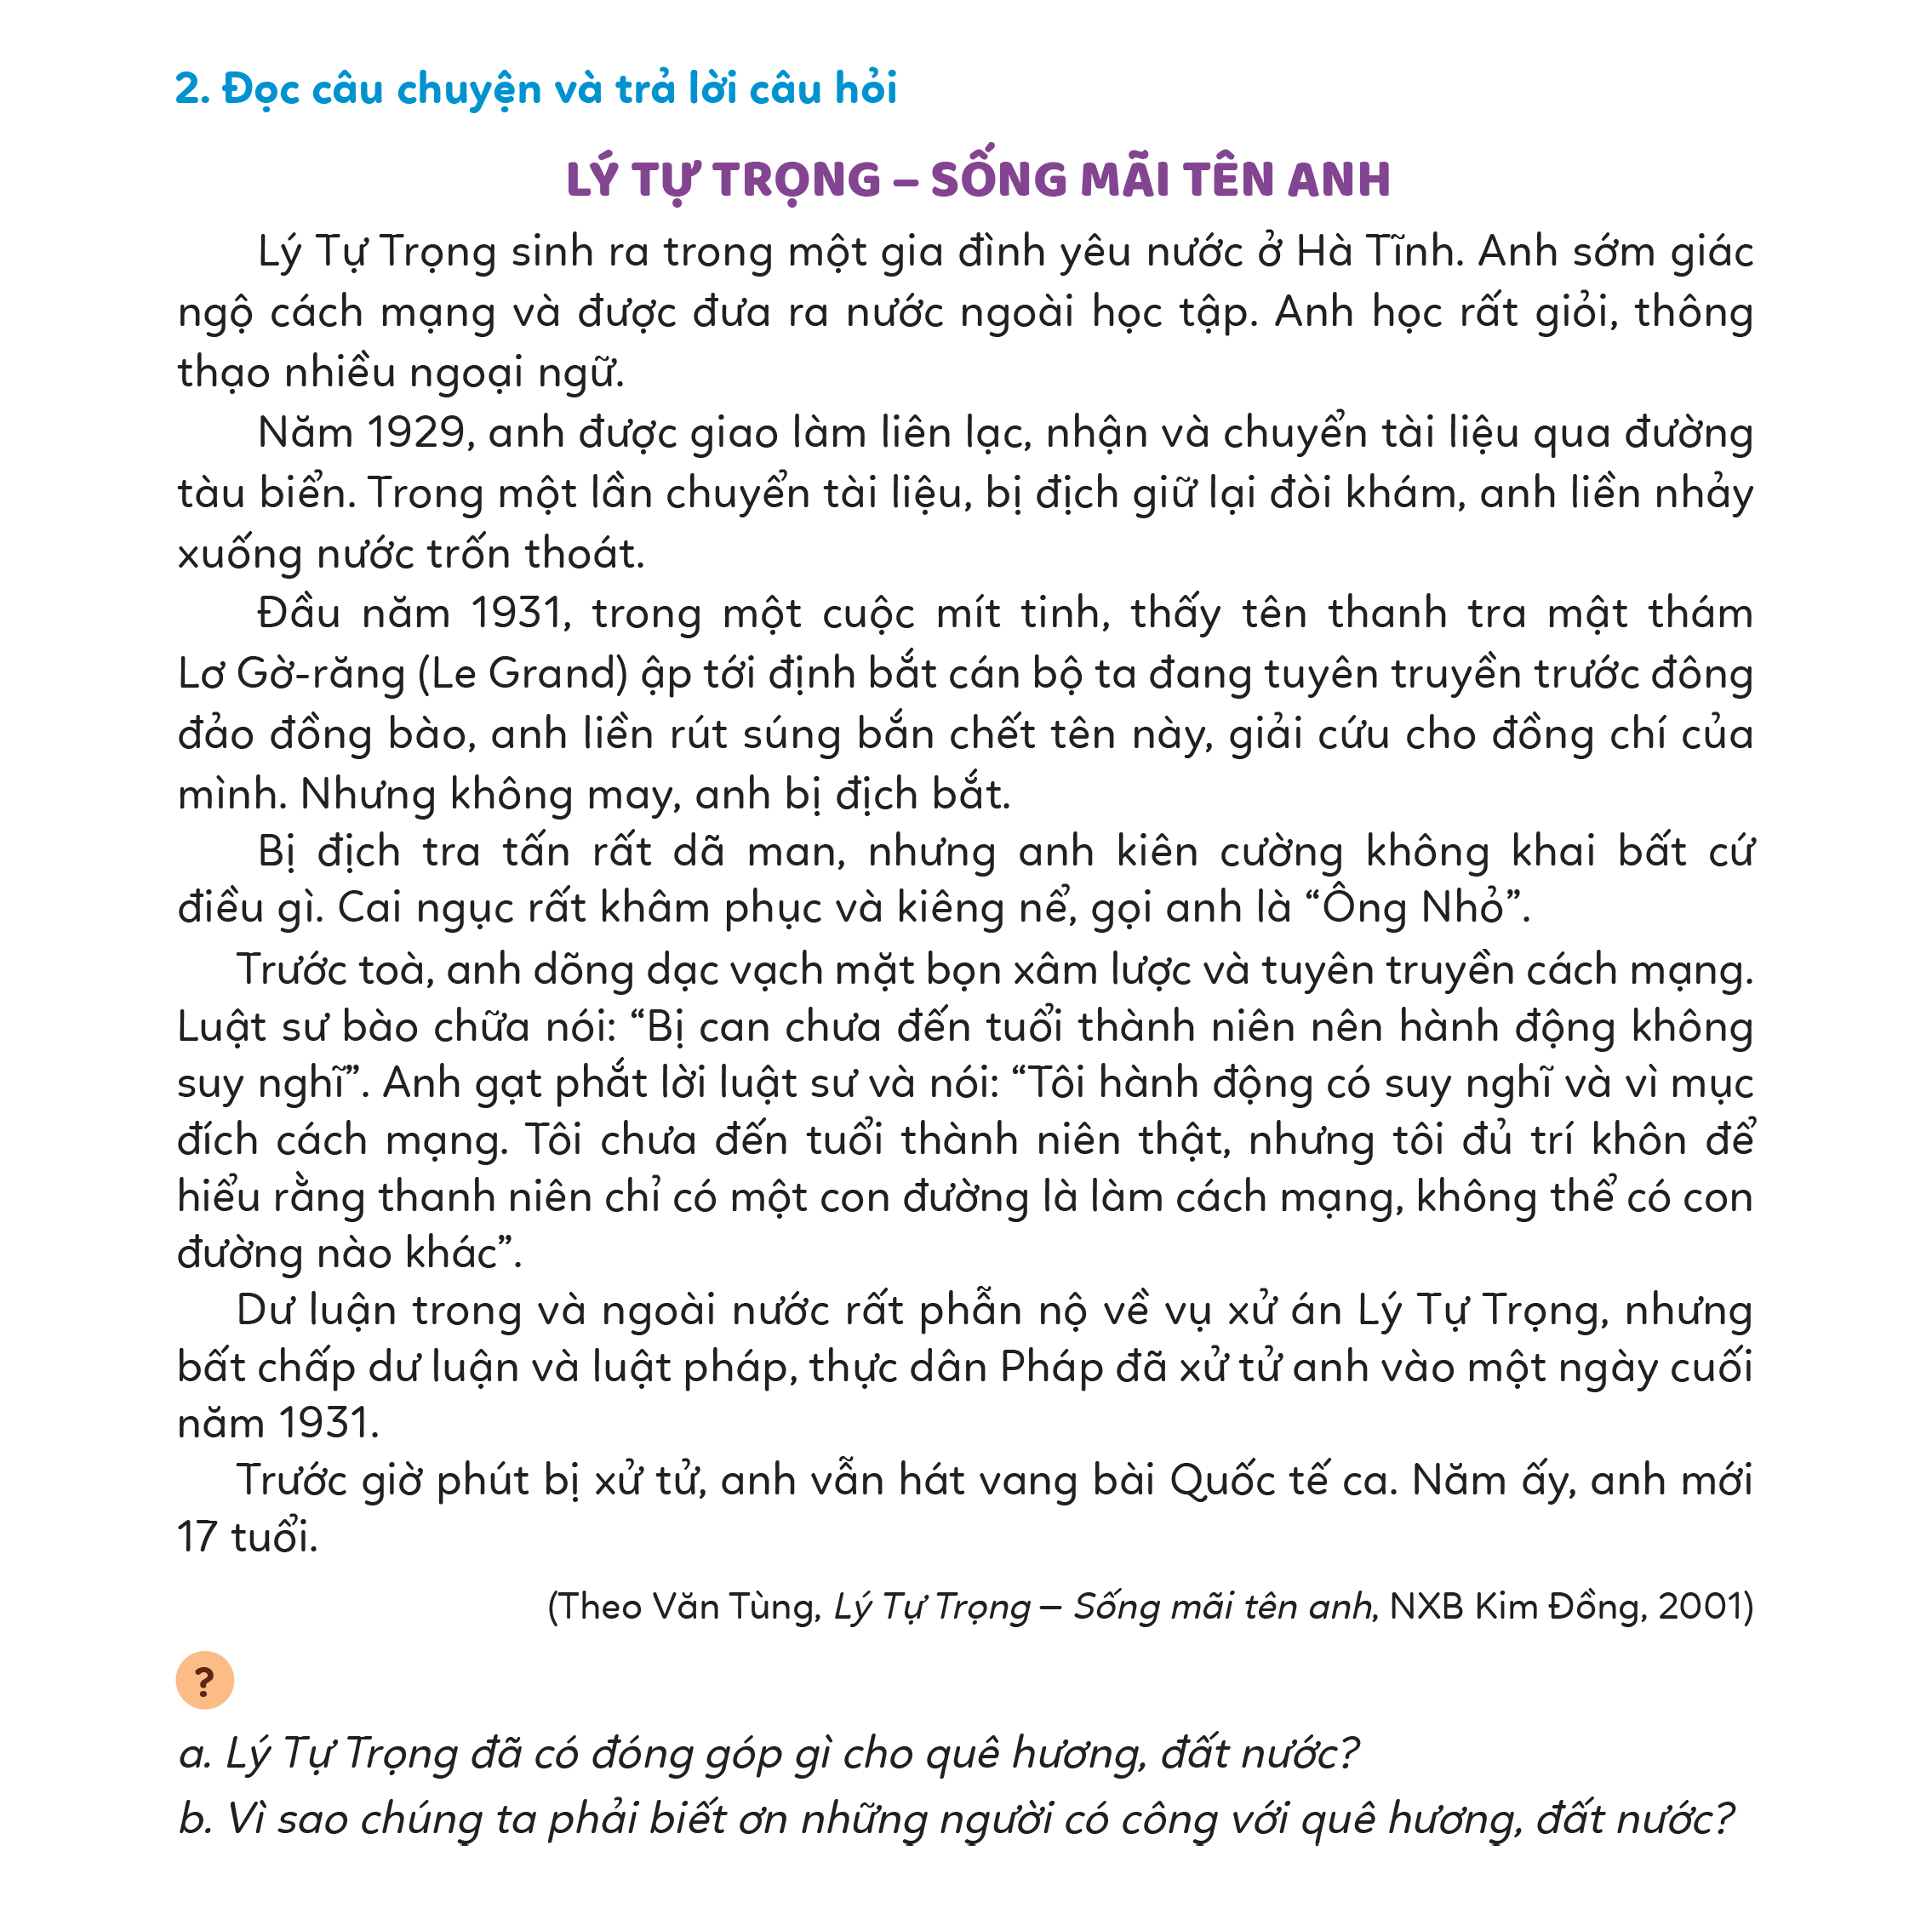 2. Đọc câu chuyện và trả lời câu hỏi
LÝ TỰ TRỌNG – SỐNG MÃI TÊN ANH
Lý Tự Trọng sinh ra trong một gia đình yêu nước ở Hà Tĩnh. Anh sớm giác
ngộ cách mạng và được đưa ra nước ngoài học tập. Anh học rất giỏi, thông
thạo nhiều ngoại ngữ.
Năm 1929, anh được giao làm liên lạc, nhận và chuyển tài liệu qua đường
tàu biển. Trong một lần chuyển tài liệu, bị địch giữ lại đòi khám, anh liền nhảy
xuống nước trốn thoát.
Đầu năm 1931, trong một cuộc mít tinh, thấy tên thanh tra mật thám
Lơ Gờ-răng (Le Grand) ập tới định bắt cán bộ ta đang tuyên truyền trước đông
đảo đồng bào, anh liền rút súng bắn chết tên này, giải cứu cho đồng chí của
mình. Nhưng không may, anh bị địch bắt.
Bị địch tra tấn rất dã man, nhưng anh kiên cường không khai bất cứ
điều gì. Cai ngục rất khâm phục và kiêng nể, gọi anh là “Ông Nhỏ”.
Trước toà, anh dõng dạc vạch mặt bọn xâm lược và tuyên truyền cách mạng.
Luật sư bào chữa nói: “Bị can chưa đến tuổi thành niên nên hành động không
suy nghĩ”. Anh gạt phắt lời luật sư và nói: “Tôi hành động có suy nghĩ và vì mục
đích cách mạng. Tôi chưa đến tuổi thành niên thật, nhưng tôi đủ trí khôn để
hiểu rằng thanh niên chỉ có một con đường là làm cách mạng, không thể có con
đường nào khác”.
Dư luận trong và ngoài nước rất phẫn nộ về vụ xử án Lý Tự Trọng, nhưng
bất chấp dư luận và luật pháp, thực dân Pháp đã xử tử anh vào một ngày cuối
năm 1931.
Trước giờ phút bị xử tử, anh vẫn hát vang bài Quốc tế ca. Năm ấy, anh mới
17 tuổi.
(Theo Văn Tùng, Lý Tự Trọng – Sống mãi tên anh, NXB Kim Đồng, 2001)
?
a. Lý Tự Trọng đã có đóng góp gì cho quê hương, đất nước?
b. Vì sao chúng ta phải biết ơn những người có công với quê hương, đất nước?